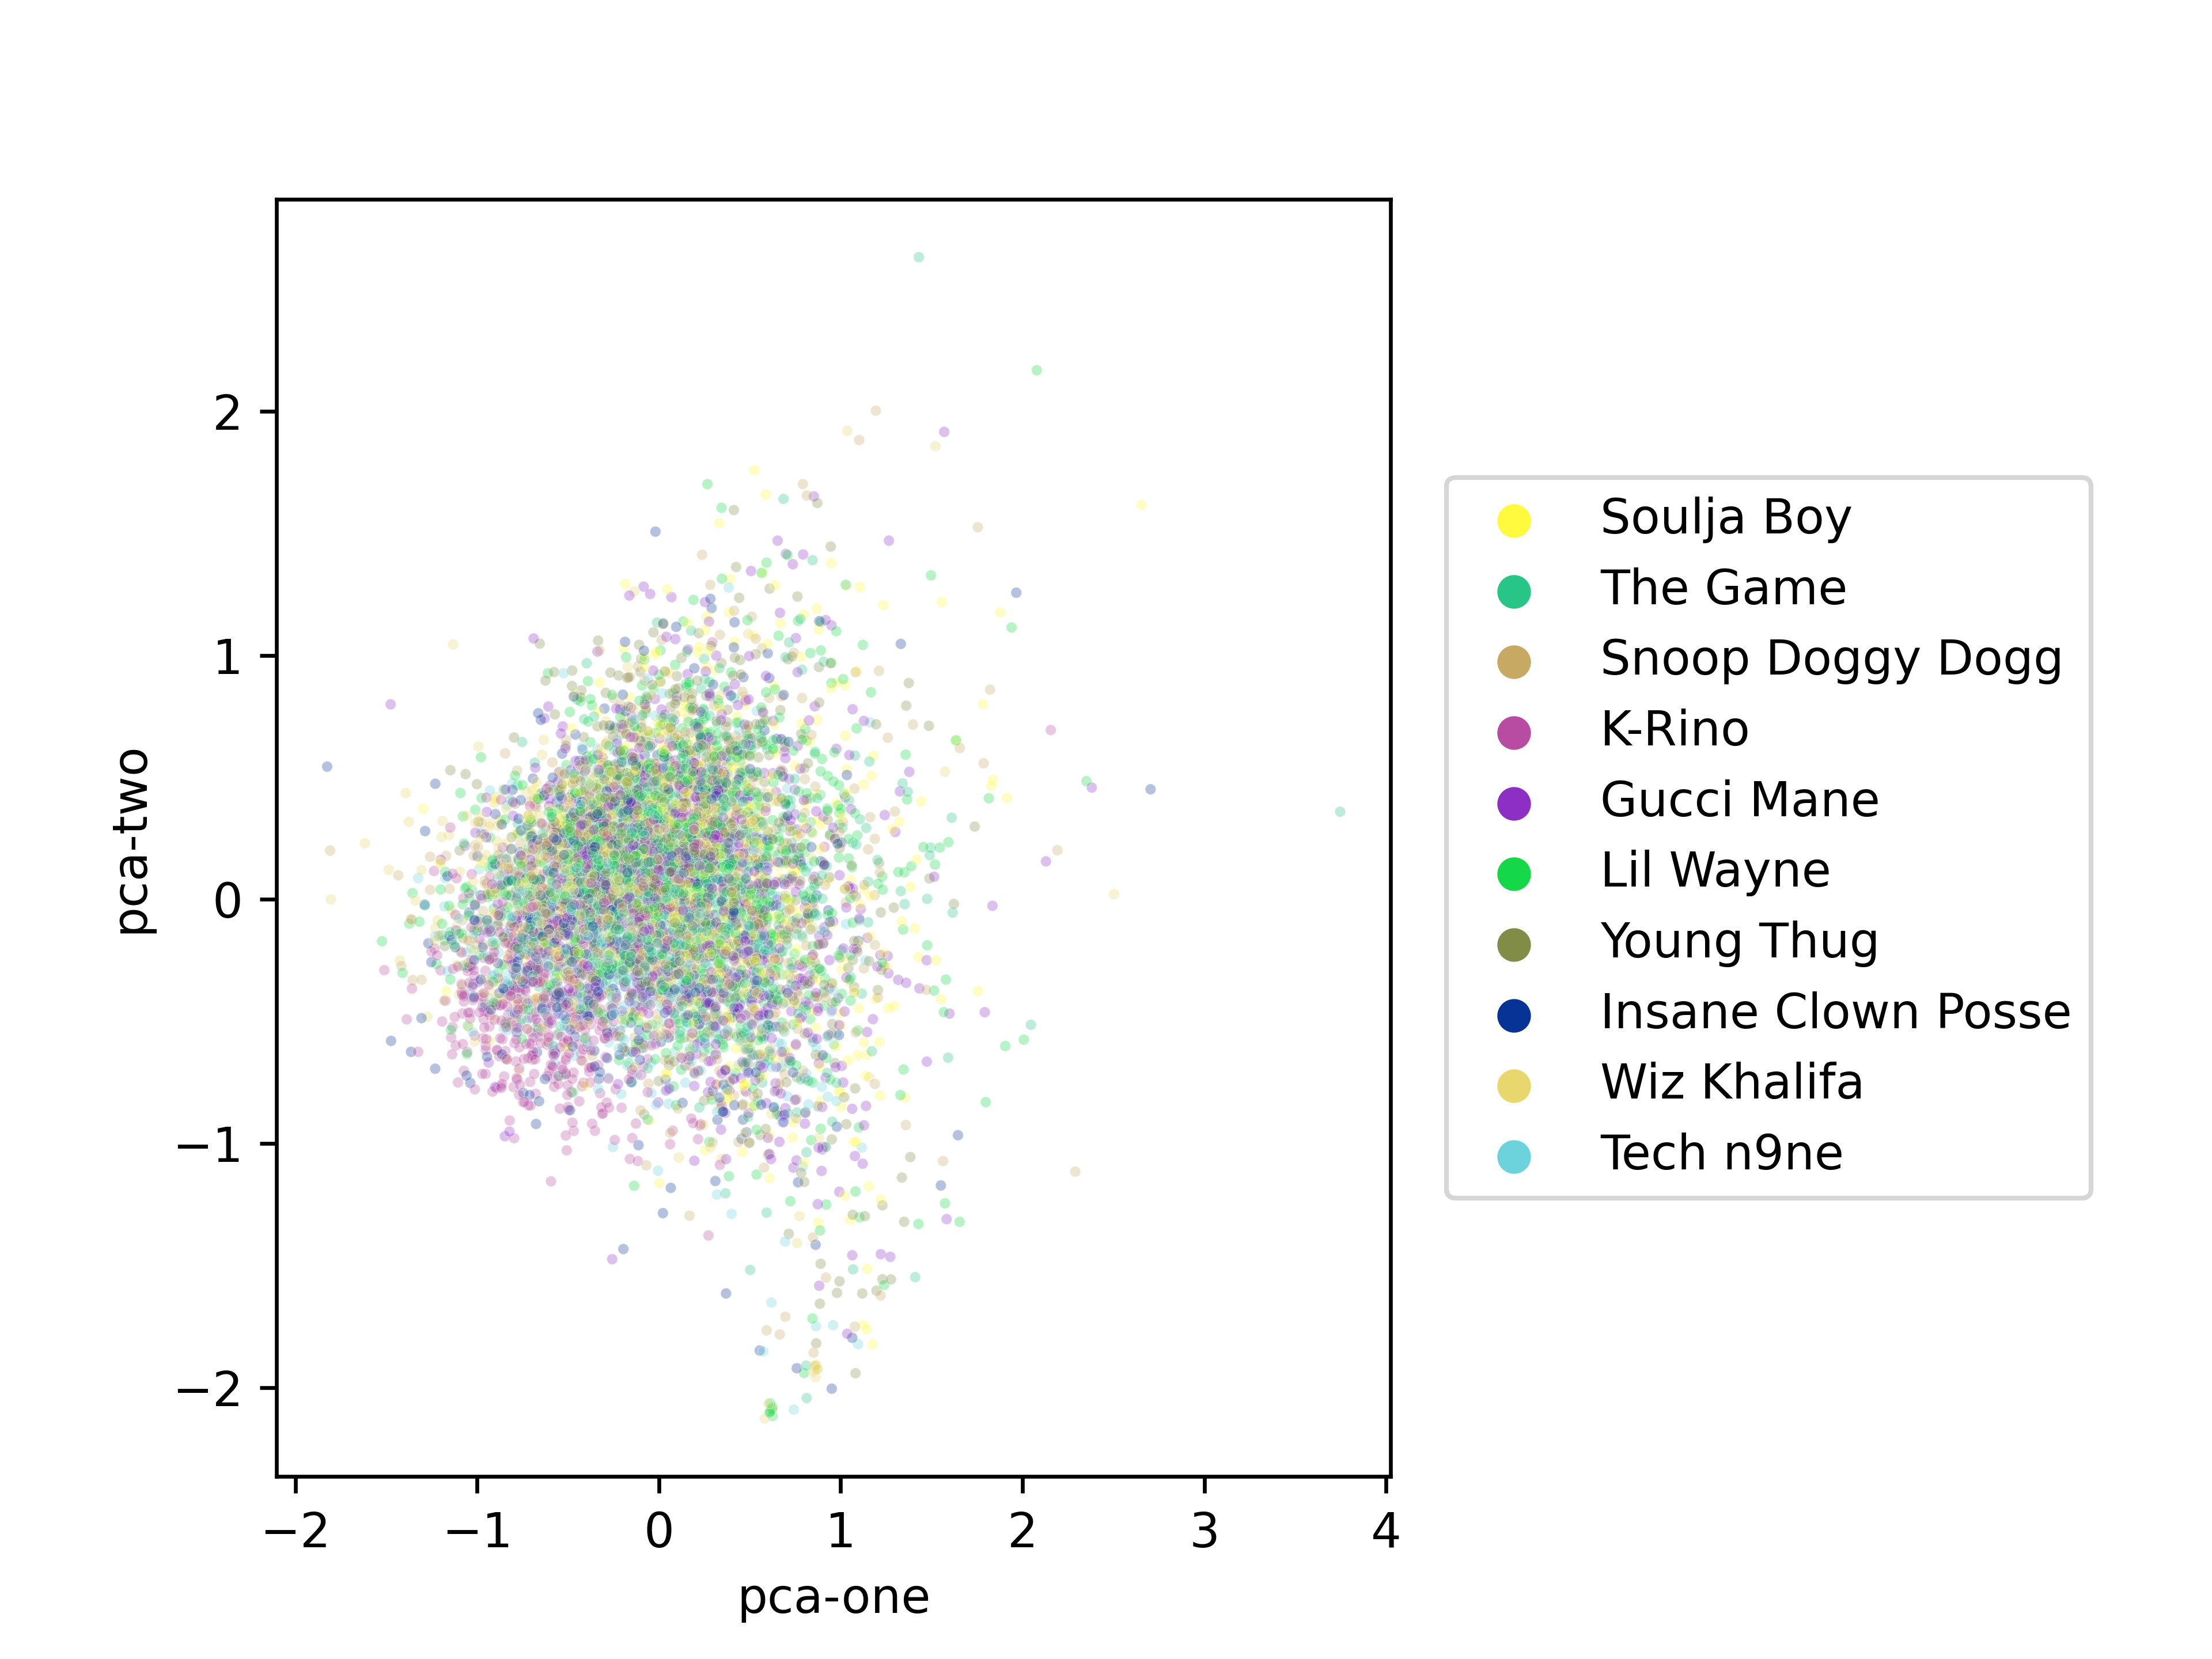 2
1
0
−1
−2
pca-two
−2 −1 0 1 2 3 4
pca-one
Soulja Boy
The Game
Snoop Doggy Dogg
K-Rino
Gucci Mane
Lil Wayne
Young Thug
Insane Clown Posse
Wiz Khalifa
Tech n9ne